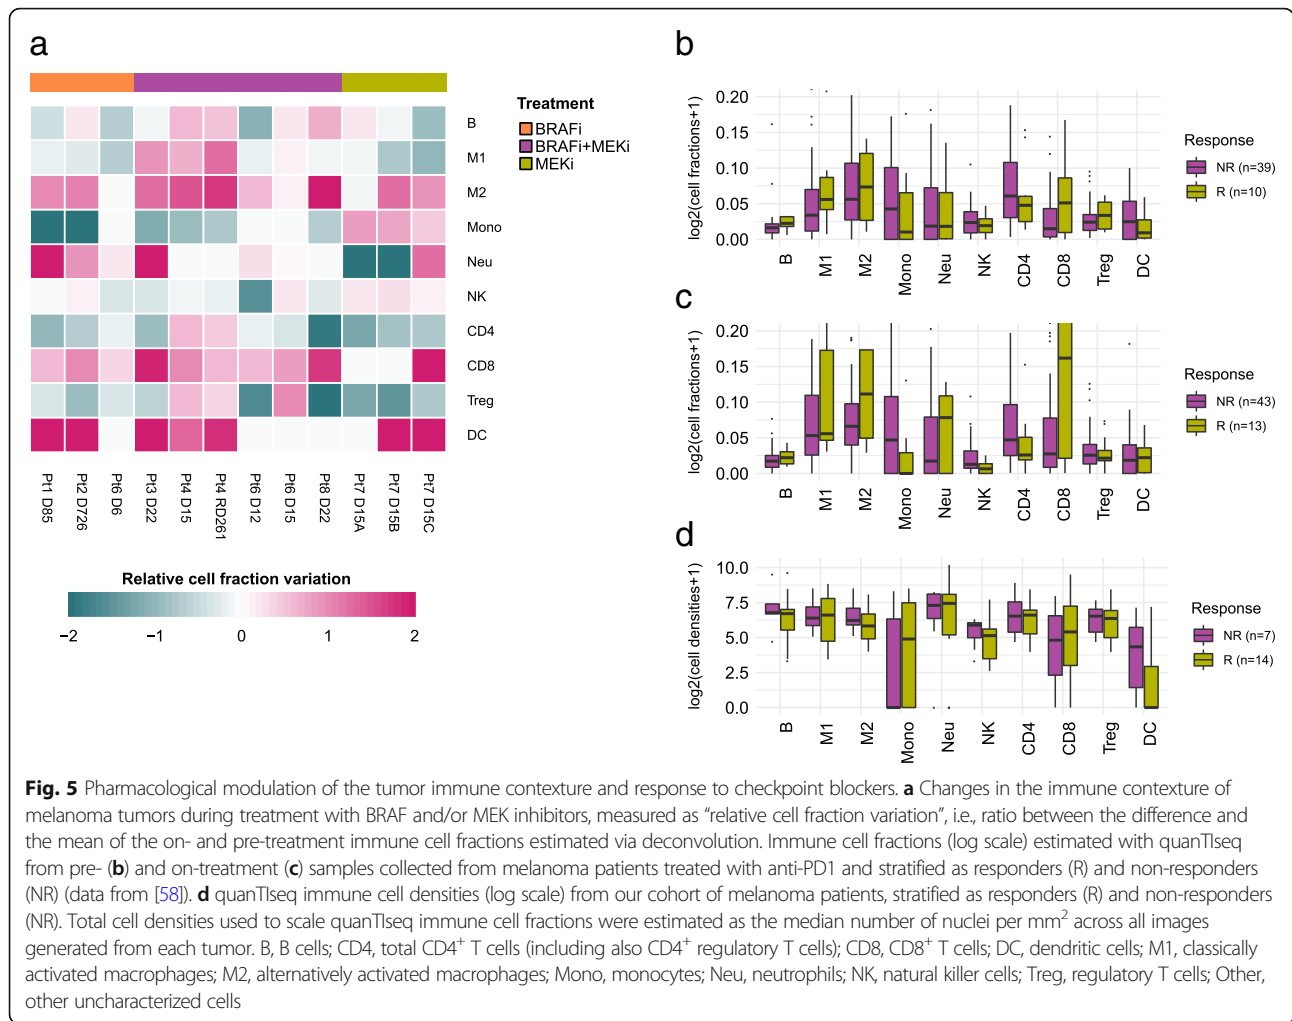 a
Treatment
BRAFi
BRAFi+MEKi
MEKi
B
M1
M2
Mono
Neu
NK
CD4
CD8
Treg
DC
Pt1 D85
Pt2 D726
Pt6 D6
Pt3 D22
Pt4 D15
Pt4 RD261
Pt6 D12
Pt6 D15
Pt8 D22
Pt7 D15A
Pt7 D15B
Pt7 D15C
Relative cell fraction variation
−2 −1 0 1 2
b
log2(cell fractions+1)
0.20
0.15
0.10
0.05
0.00
B M1 M2 Mono Neu NK CD4 CD8 Treg DC
Response
NR (n=39)
R (n=10)
c
log2(cell fractions+1)
0.20
0.15
0.10
0.05
0.00
B M1 M2 Mono Neu NK CD4 CD8 Treg DC
Response
NR (n=43)
R (n=13)
d
log2(cell densities+1)
10.0
7.5
5.0
2.5
0.0
B M1 M2 Mono Neu NK CD4 CD8 Treg DC
Response
NR (n=7)
R (n=14)
Fig. 5 Pharmacological modulation of the tumor immune contexture and response to checkpoint blockers. a Changes in the immune contexture of
melanoma tumors during treatment with BRAF and/or MEK inhibitors, measured as “relative cell fraction variation”, i.e., ratio between the difference and
the mean of the on- and pre-treatment immune cell fractions estimated via deconvolution. Immune cell fractions (log scale) estimated with quanTIseq
from pre- (b) and on-treatment (c) samples collected from melanoma patients treated with anti-PD1 and stratified as responders (R) and non-responders
(NR) (data from [58]). d quanTIseq immune cell densities (log scale) from our cohort of melanoma patients, stratified as responders (R) and non-responders
(NR). Total cell densities used to scale quanTIseq immune cell fractions were estimated as the median number of nuclei per mm² across all images
generated from each tumor. B, B cells; CD4, total CD4⁺ T cells (including also CD4⁺ regulatory T cells); CD8, CD8⁺ T cells; DC, dendritic cells; M1, classically
activated macrophages; M2, alternatively activated macrophages; Mono, monocytes; Neu, neutrophils; NK, natural killer cells; Treg, regulatory T cells; Other,
other uncharacterized cells